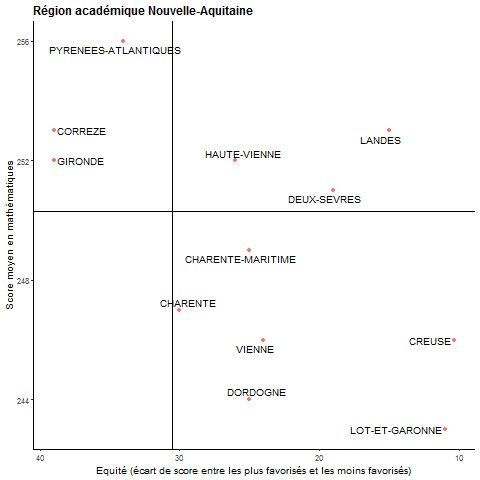 Région académique Nouvelle-Aquitaine
256
PYRENEES-ATLANTIQUES
CORREZE
LANDES
252
GIRONDE
HAUTE-VIENNE
DEUX-SEVRES
Score moyen en mathématiques
CHARENTE-MARITIME
248
CHARENTE
VIENNE
CREUSE
DORDOGNE
244
LOT-ET-GARONNE
40
30
20
10
Equité (écart de score entre les plus favorisés et les moins favorisés)